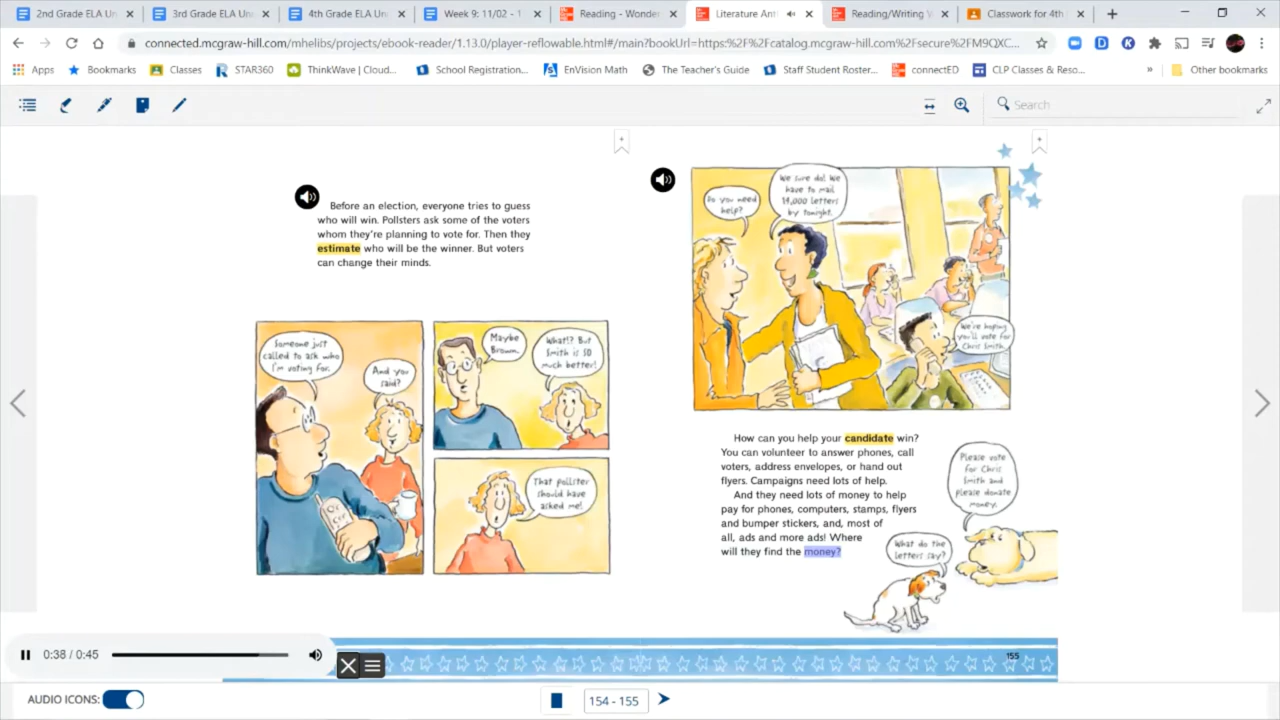 2nd Grade ELA Un
3rd Grade ELA Un
4th Grade ELA Un
Week 9: 11/02 - 1
Reading - Wonder
Literature Ant
Reading/Writing
Classwork for 4th
connected.mcgraw-hill.com/mhelibs/projects/ebook-reader/1.13.0/player-reflowable.html#/main?bookUrl=https:%2F%2Fcatalog.mcgraw-hill.com%2Fsecure%2FM9QXC...
Apps
Bookmarks
Classes
STAR360
ThinkWave | Cloud...
School Registration...
EnVision Math
The Teacher's Guide
Staff Student Roster...
connectED
CLP Classes & Reso...
Other bookmarks
Search
Before an election, everyone tries to guess
who will win. Pollsters ask some of the voters
whom they're planning to vote for. Then they
estimate who will be the winner. But voters
can change their minds.
Someone just
called to ask who
I'm voting for.
And you
said?
Maybe
Brown.
What!? But
Smith is SO
much better!
That pollster
should have
asked me!
Do you need
help?
We sure do! We
have to mail
14,000 letters
by tonight.
We're hoping
you'll vote for
Chris Smith.
How can you help your candidate win?
You can volunteer to answer phones, call
voters, address envelopes, or hand out
flyers. Campaigns need lots of help.
And they need lots of money to help
pay for phones, computers, stamps, flyers
and bumper stickers, and, most of
all, ads and more ads! Where
will they find the money?
Please vote
for Chris
Smith and
please donate
money.
What do the
letters say?
155
0:38 / 0:45
AUDIO ICONS:
154 - 155